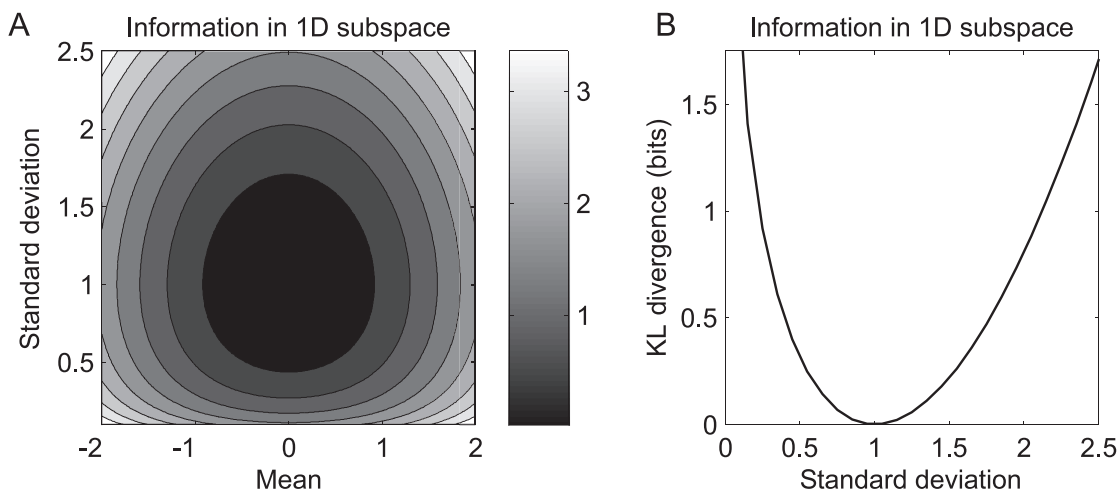 A
Information in 1D subspace
Standard deviation
2.5
2
1.5
1
0.5
-2
-1
0
1
2
Mean
3
2
1
B
Information in 1D subspace
KL divergence (bits)
1.5
1
0.5
0
0
0.5
1
1.5
2
2.5
Standard deviation